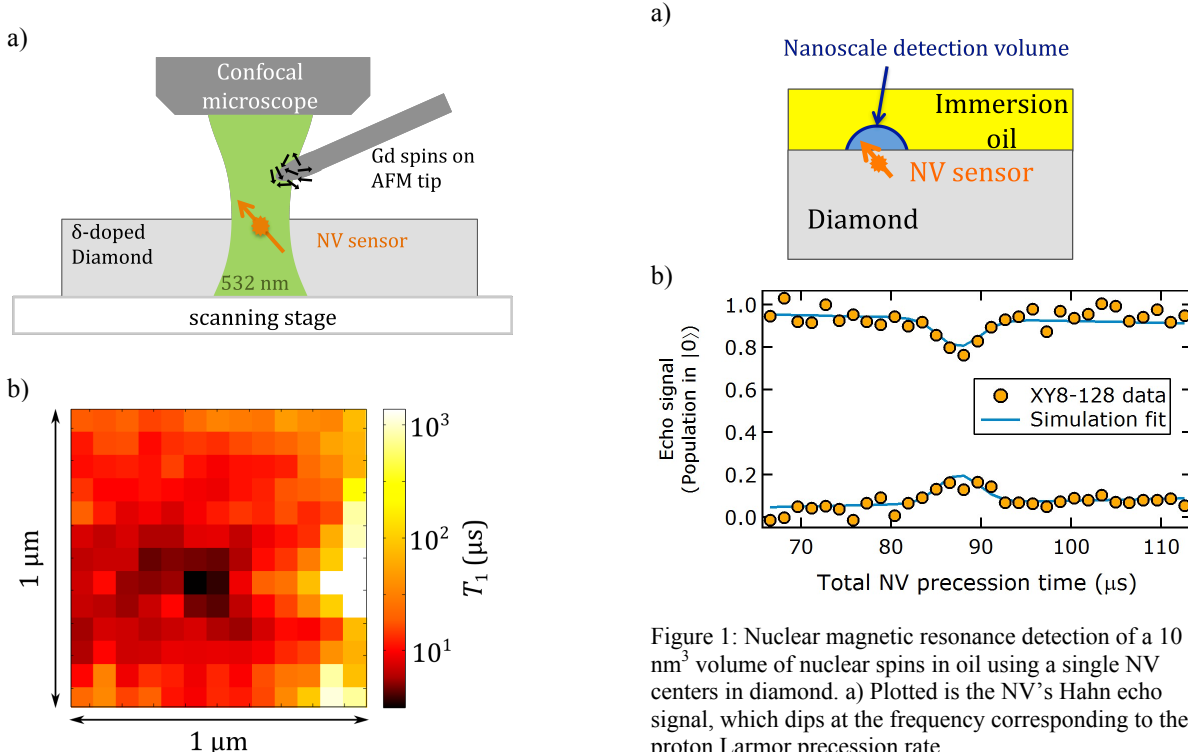 a)
Confocal
microscope
Gd spins on
AFM tip
δ-doped
Diamond
NV sensor
532 nm
scanning stage
b)
1 μm
10³
10²
10¹
T₁ (μs)
1 μm
a)
Nanoscale detection volume
Immersion
oil
NV sensor
Diamond
b)
Echo signal
(Population in |0⟩)
1.0
0.8
0.6
0.4
0.2
0.0
XY8-128 data
Simulation fit
70 80 90 100 110
Total NV precession time (μs)
Figure 1: Nuclear magnetic resonance detection of a 10
nm³ volume of nuclear spins in oil using a single NV
centers in diamond. a) Plotted is the NV's Hahn echo
signal, which dips at the frequency corresponding to the
proton Larmor precession rate